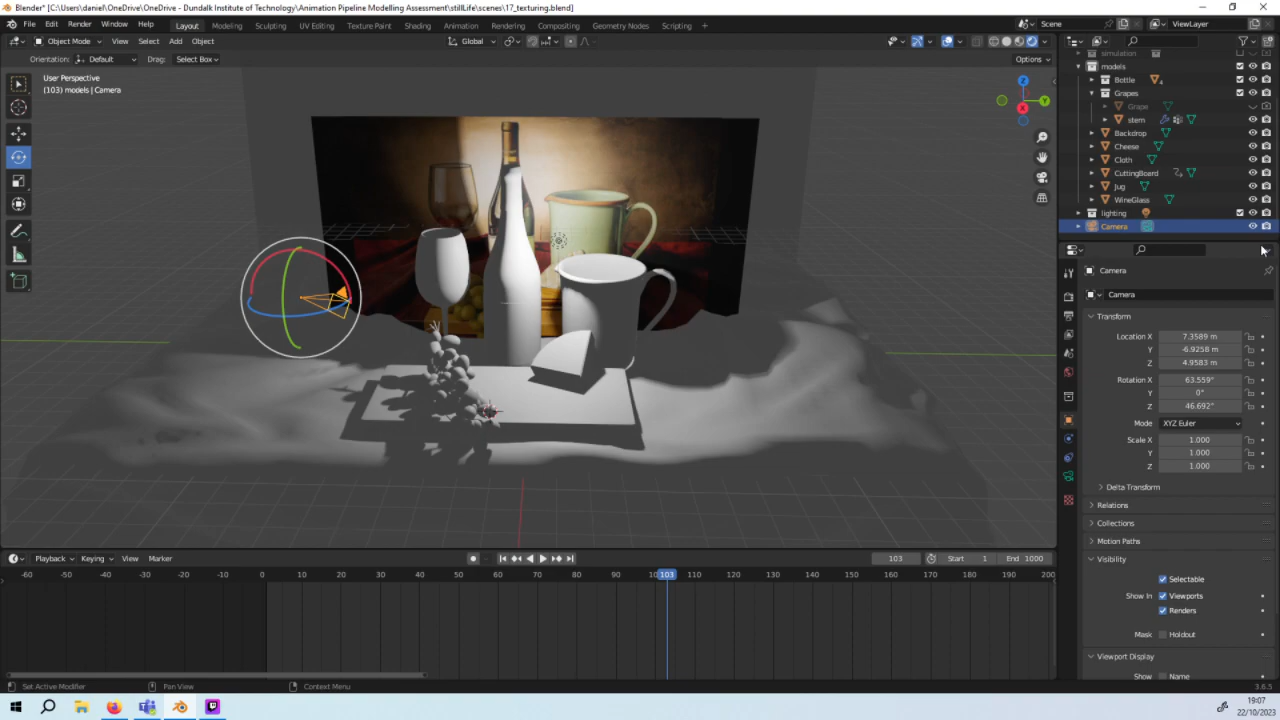 Blender* [C:\Users\daniel\OneDrive\OneDrive - Dundalk Institute of Technology\Animation Pipeline Modelling Assessment\stillLife\scenes\17_texturing.blend]
File Edit Render Window Help Layout Modeling Sculpting UV Editing Texture Paint Shading Animation Rendering Compositing Geometry Nodes Scripting + Scene ViewLayer
Object Mode View Select Add Object Global
Orientation: Default Drag: Select Box Options
User Perspective
(103) models | Camera
Z
Y
X
simulation
models
Bottle
4
Grapes
Grape
stem
Backdrop
Cheese
Cloth
CuttingBoard
Jug
WineGlass
lighting
Camera
Camera
Camera
Transform
Location X 7.3589 m
Y -6.9258 m
Z 4.9583 m
Rotation X 63.559°
Y 0°
Z 46.692°
Mode XYZ Euler
Scale X 1.000
Y 1.000
Z 1.000
Delta Transform
Relations
Collections
Motion Paths
Visibility
Selectable
Show In Viewports
Renders
Mask Holdout
Viewport Display
Show Name
Playback Keying View Marker 103 Start 1 End 1000
-60 -50 -40 -30 -20 -10 0 10 20 30 40 50 60 70 80 90 103 110 120 130 140 150 160 170 180 190 200
Set Active Modifier Pan View Context Menu 3.6.5
19:07
22/10/2023